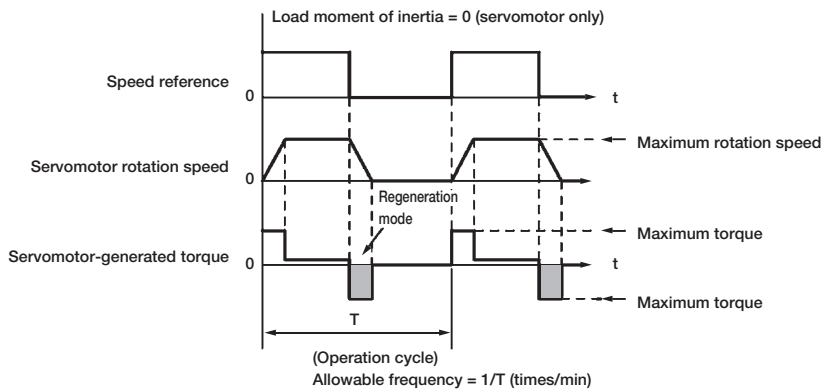 Load moment of inertia = 0 (servomotor only)
Speed reference
0
t
Maximum rotation speed
Servomotor rotation speed
0
Regeneration
mode
Maximum torque
Servomotor-generated torque
0
t
Maximum torque
T
(Operation cycle)
Allowable frequency = 1/T (times/min)